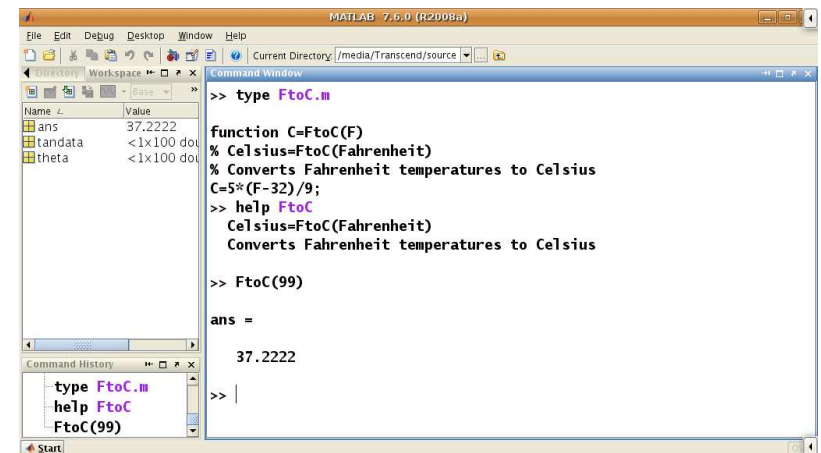 MATLAB 7.6.0 (R2008a)
File Edit Debug Desktop Window Help
Current Directory: /media/Transcend/source
Directory Workspace
Base
Name Value
ans 37.2222
tandata <1x100 dou
theta <1x100 dou
Command Window
>> type FtoC.m
function C=FtoC(F)
% Celsius=FtoC(Fahrenheit)
% Converts Fahrenheit temperatures to Celsius
C=5*(F-32)/9;
>> help FtoC
Celsius=FtoC(Fahrenheit)
Converts Fahrenheit temperatures to Celsius
>> FtoC(99)
ans =
37.2222
>>
Command History
type FtoC.m
help FtoC
FtoC(99)
Start